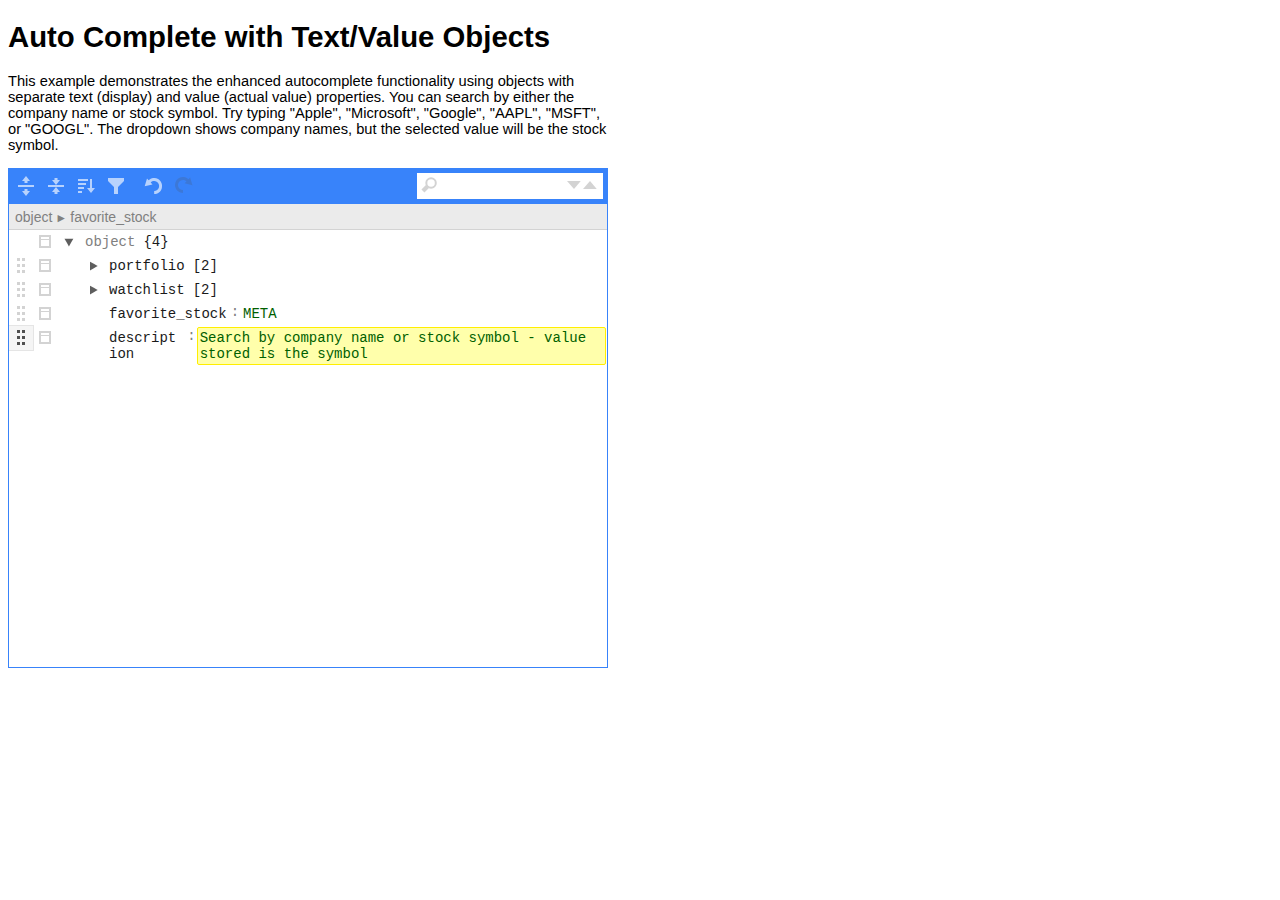 Auto Complete with Text/Value Objects
This example demonstrates the enhanced autocomplete functionality using objects with
separate text (display) and value (actual value) properties. You can search by either the
company name or stock symbol. Try typing "Apple", "Microsoft", "Google", "AAPL", "MSFT",
or "GOOGL". The dropdown shows company names, but the selected value will be the stock
symbol.
object ► favorite_stock
object {4}
portfolio [2]
watchlist [2]
favorite_stock : META
descript : Search by company name or stock symbol - value
ion stored is the symbol